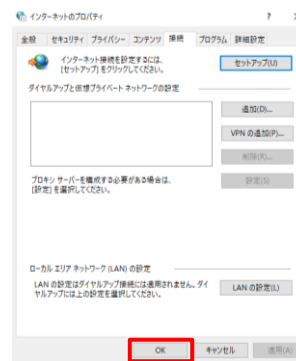 インターネットのプロパティ
?
全般 セキュリティ プライバシー コンテンツ 接続 プログラム 詳細設定
インターネット接続を設定するには、
[セットアップ] をクリックしてください。
セットアップ(U)
ダイヤルアップと仮想プライベート ネットワークの設定
追加(D)...
VPN の追加(P)...
削除(R)...
プロキシ サーバーを構成する必要がある場合は、
[設定] を選択してください。
設定(S)
ローカル エリア ネットワーク (LAN) の設定
LAN の設定はダイヤルアップ接続には適用されません。ダイ
ヤルアップには上の設定を選択してください。
LAN の設定(L)
OK キャンセル 適用(A)